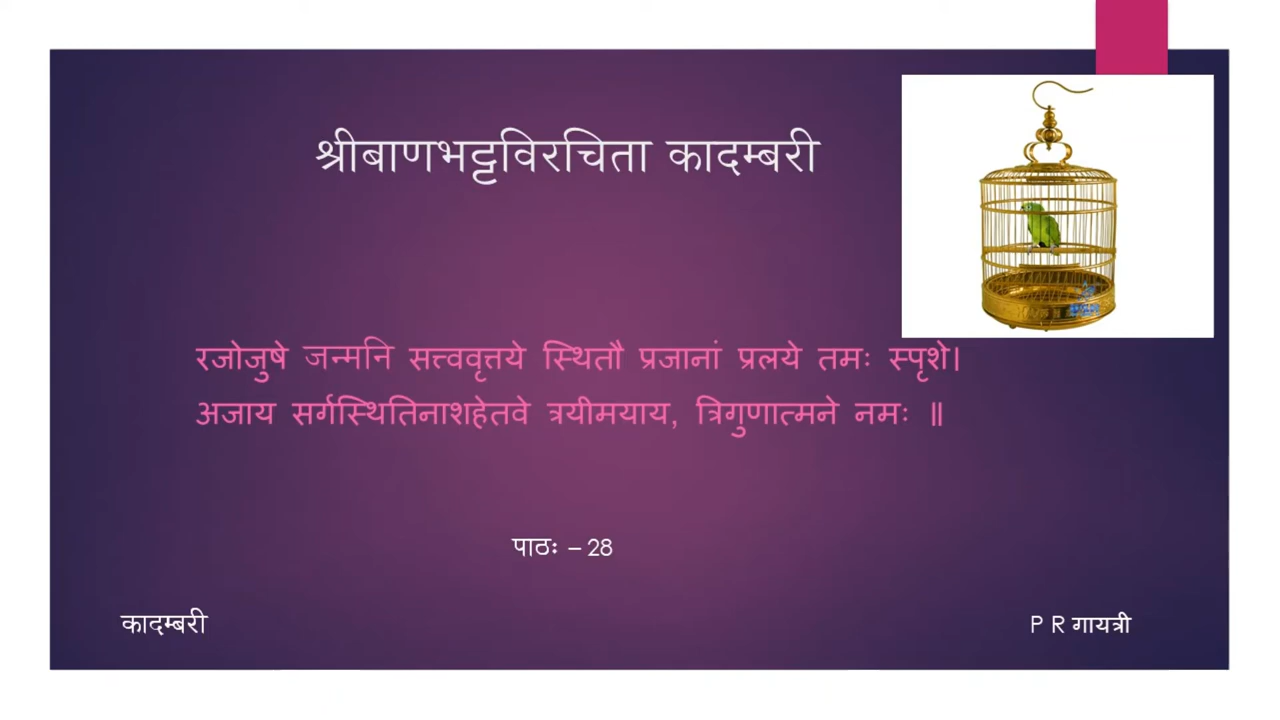 श्रीबाणभट्टविरचिता कादम्बरी
रजोजुषे जन्मनि सत्त्ववृत्तये स्थितौ प्रजानां प्रलये तमः स्पृशे।
अजाय सर्गस्थितिनाशहेतवे त्रयीमयाय, त्रिगुणात्मने नमः ॥
पाठः – 28
कादम्बरी
P R गायत्री